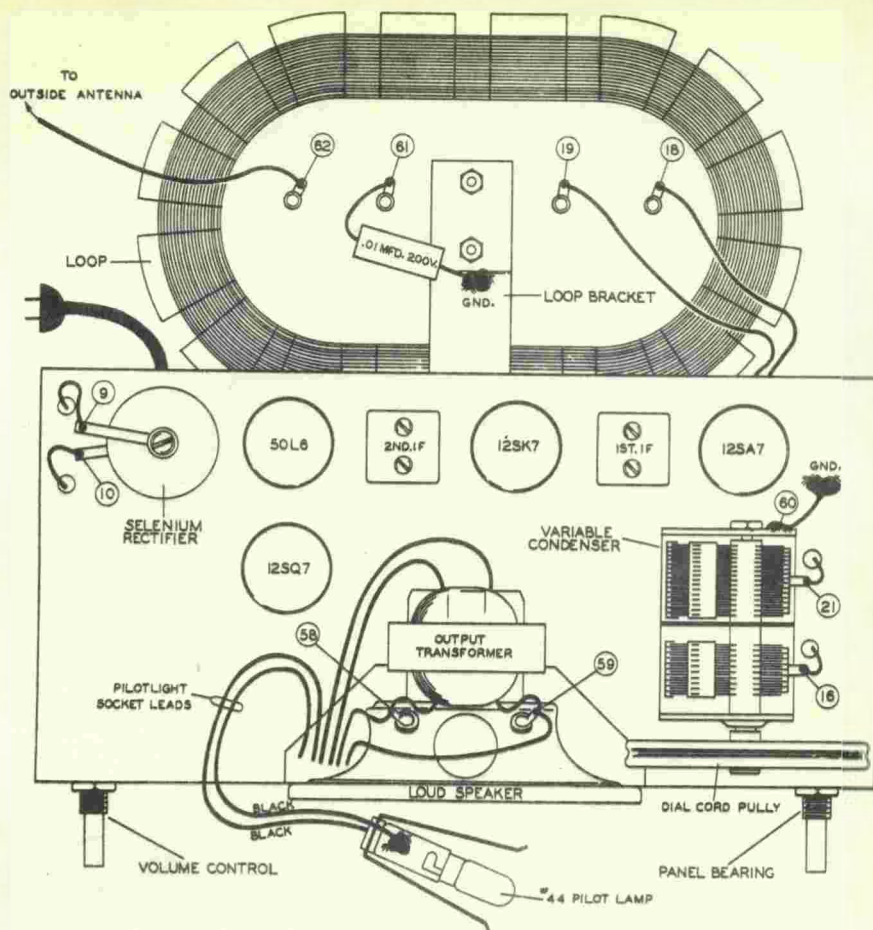 TO
OUTSIDE ANTENNA
62
61
19
18
.01 MFD. 200V.
LOOP
GND.
LOOP BRACKET
9
50L6
2ND. IF
12SK7
1ST. IF
12SA7
GND.
10
60
SELENIUM
RECTIFIER
VARIABLE
CONDENSER
12SQ7
21
58
OUTPUT
TRANSFORMER
59
16
PILOTLIGHT
SOCKET LEADS
LOUD SPEAKER
DIAL CORD PULLY
BLACK
BLACK
VOLUME CONTROL
PANEL BEARING
#44 PILOT LAMP